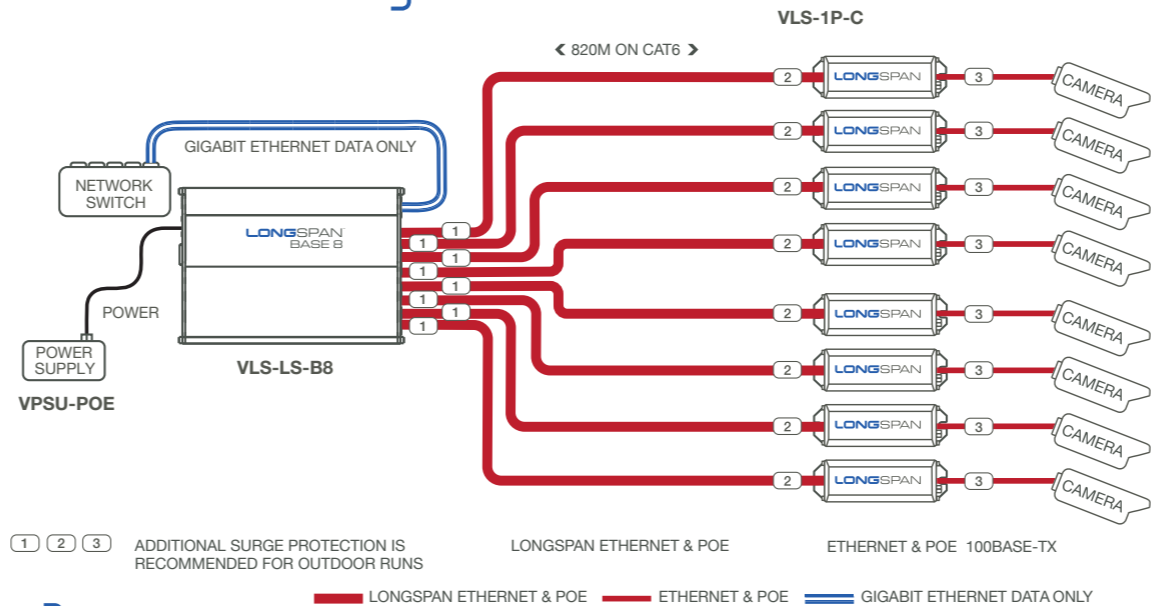 VLS-1P-C
820M ON CAT6
GIGABIT ETHERNET DATA ONLY
NETWORK
SWITCH
LONGSPAN
BASE 8
POWER
POWER
SUPPLY
VPSU-POE
VLS-LS-B8
1
1
1
1
1
1
1
1
2
LONGSPAN
3
CAMERA
2
LONGSPAN
3
CAMERA
2
LONGSPAN
3
CAMERA
2
LONGSPAN
3
CAMERA
2
LONGSPAN
3
CAMERA
2
LONGSPAN
3
CAMERA
2
LONGSPAN
3
CAMERA
2
LONGSPAN
3
CAMERA
1 2 3
ADDITIONAL SURGE PROTECTION IS
RECOMMENDED FOR OUTDOOR RUNS
LONGSPAN ETHERNET & POE
ETHERNET & POE 100BASE-TX
LONGSPAN ETHERNET & POE
ETHERNET & POE
GIGABIT ETHERNET DATA ONLY